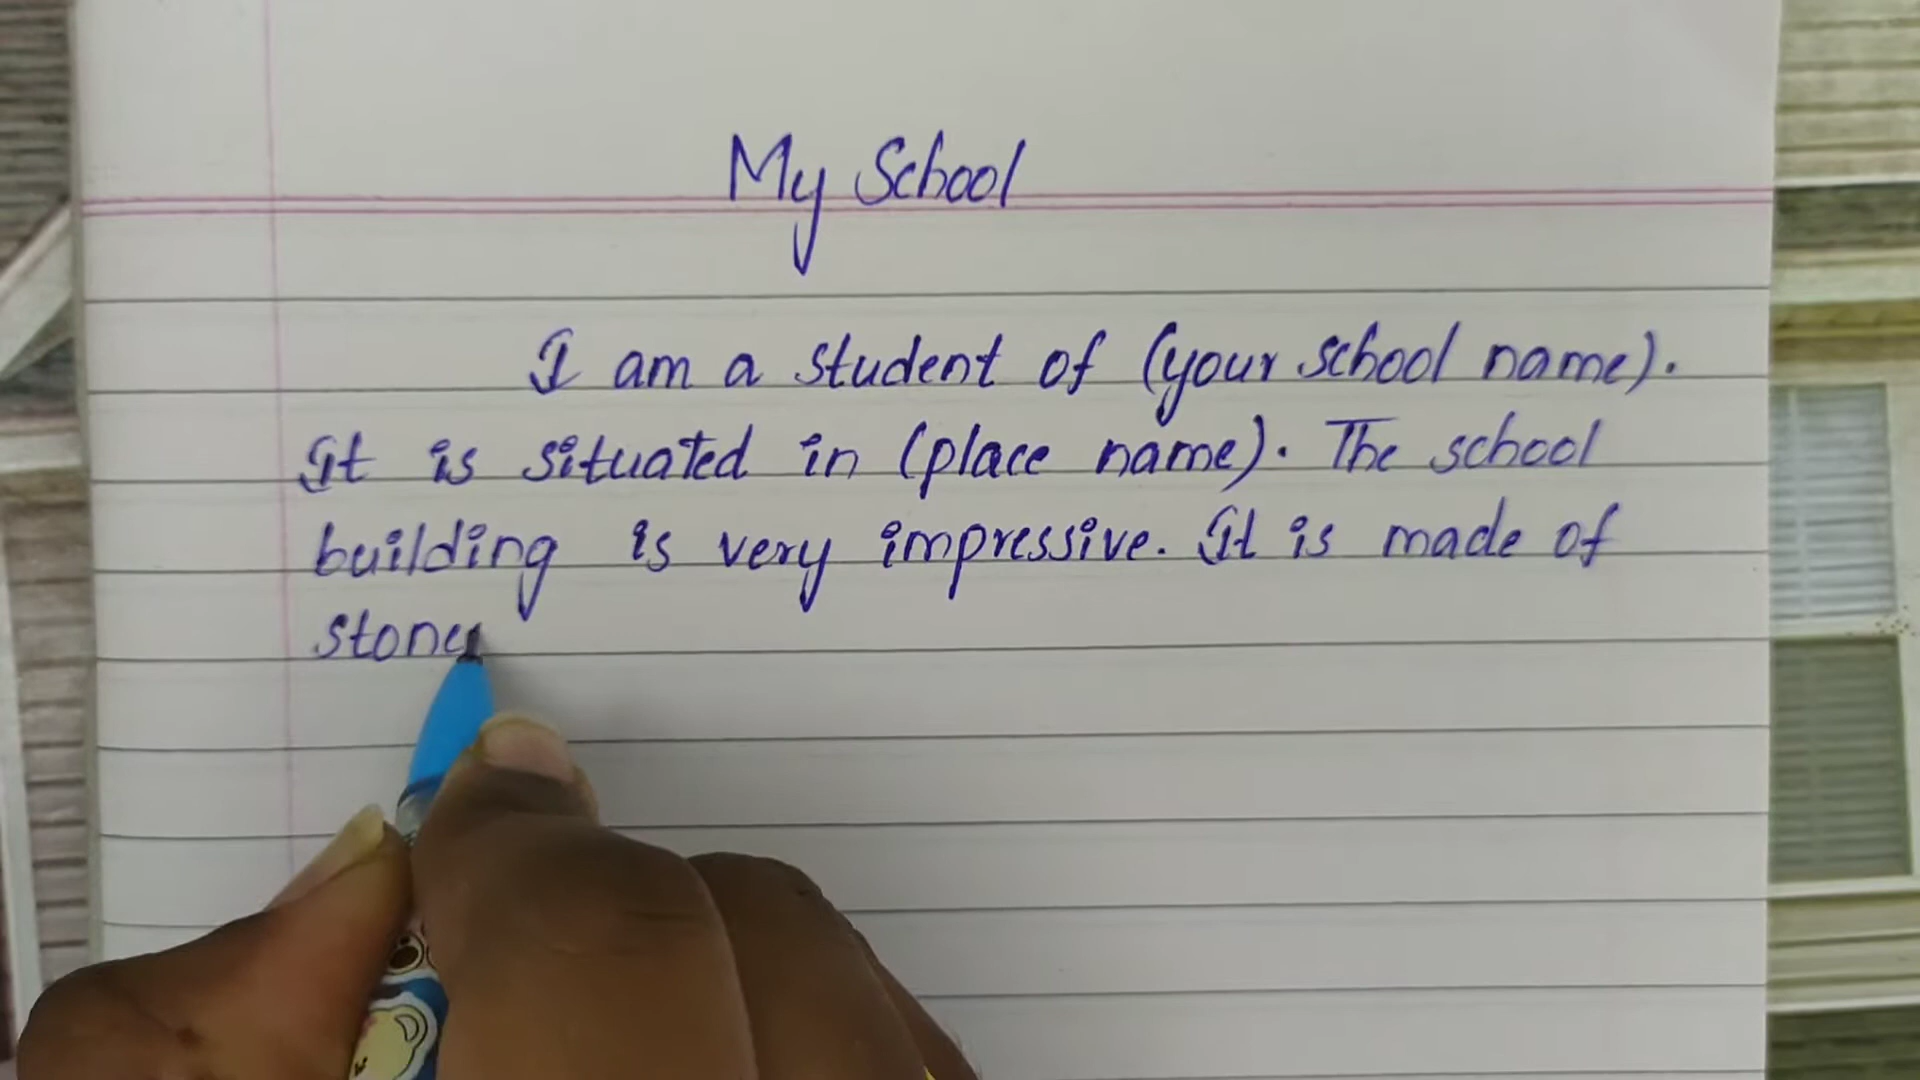 My School
I am a student of (your school name).
It is situated in (place name). The school
building is very impressive. It is made of
stone